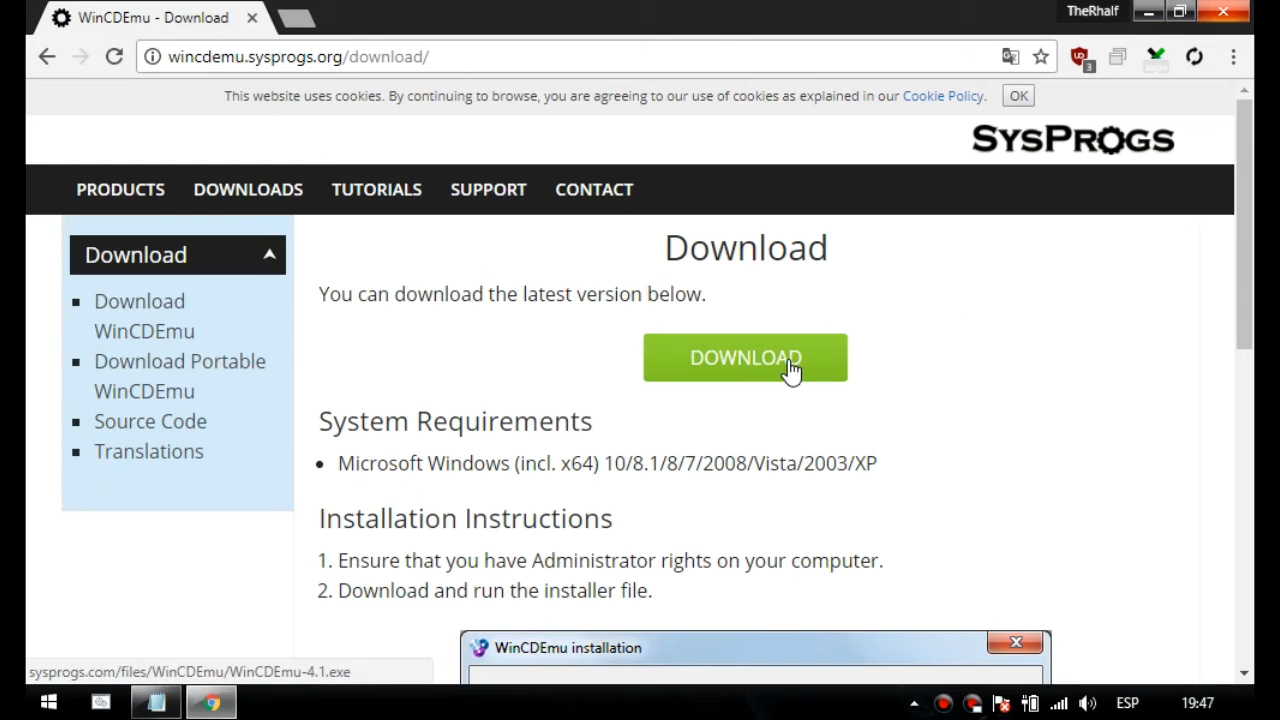 WinCDEmu - Download
TheRhalf
wincdemu.sysprogs.org/download/
3
This website uses cookies. By continuing to browse, you are agreeing to our use of cookies as explained in our Cookie Policy. OK
SYSPROGS
PRODUCTS DOWNLOADS TUTORIALS SUPPORT CONTACT
Download
Download
WinCDEmu
Download Portable
WinCDEmu
Source Code
Translations
Download
You can download the latest version below.
DOWNLOAD
System Requirements
Microsoft Windows (incl. x64) 10/8.1/8/7/2008/Vista/2003/XP
Installation Instructions
1. Ensure that you have Administrator rights on your computer.
2. Download and run the installer file.
WinCDEmu installation
sysprogs.com/files/WinCDEmu/WinCDEmu-4.1.exe
ESP 19:47